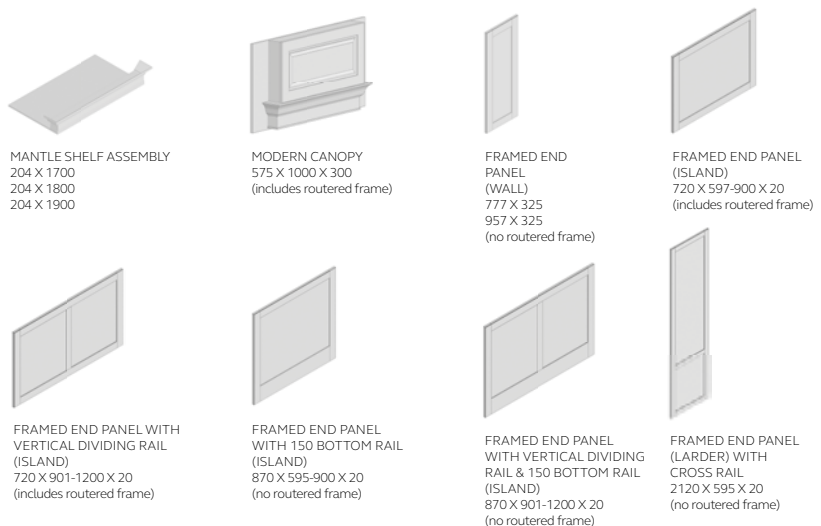 MANTLE SHELF ASSEMBLY
204 X 1700
204 X 1800
204 X 1900
MODERN CANOPY
575 X 1000 X 300
(includes routered frame)
FRAMED END
PANEL
(WALL)
777 X 325
957 X 325
(no routered frame)
FRAMED END PANEL
(ISLAND)
720 X 597-900 X 20
(includes routered frame)
FRAMED END PANEL WITH
VERTICAL DIVIDING RAIL
(ISLAND)
720 X 901-1200 X 20
(includes routered frame)
FRAMED END PANEL
WITH 150 BOTTOM RAIL
(ISLAND)
870 X 595-900 X 20
(no routered frame)
FRAMED END PANEL
WITH VERTICAL DIVIDING
RAIL & 150 BOTTOM RAIL
(ISLAND)
870 X 901-1200 X 20
(no routered frame)
FRAMED END PANEL
(LARDER) WITH
CROSS RAIL
2120 X 595 X 20
(no routered frame)